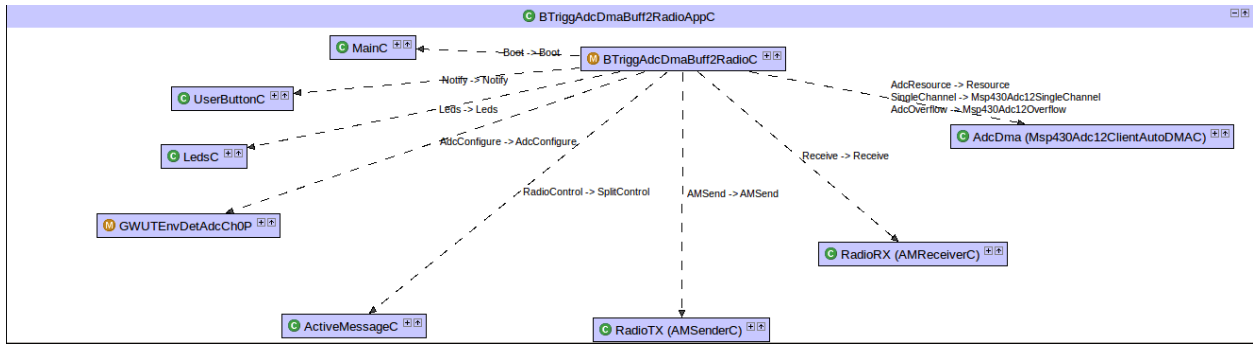 BTriggAdcDmaBuff2RadioAppC
C MainC
Boot -> Boot
M BTriggAdcDmaBuff2RadioC
Notify -> Notify
C UserButtonC
AdcResource -> Resource
SingleChannel -> Msp430Adc12SingleChannel
AdcOverflow -> Msp430Adc12Overflow
Leds -> Leds
C AdcDma (Msp430Adc12ClientAutoDMAC)
C LedsC
AdcConfigure -> AdcConfigure
Receive -> Receive
RadioControl -> SplitControl
AMSend -> AMSend
M GWUTEnvDetAdcCh0P
C RadioRX (AMReceiverC)
C ActiveMessageC
C RadioTX (AMSenderC)